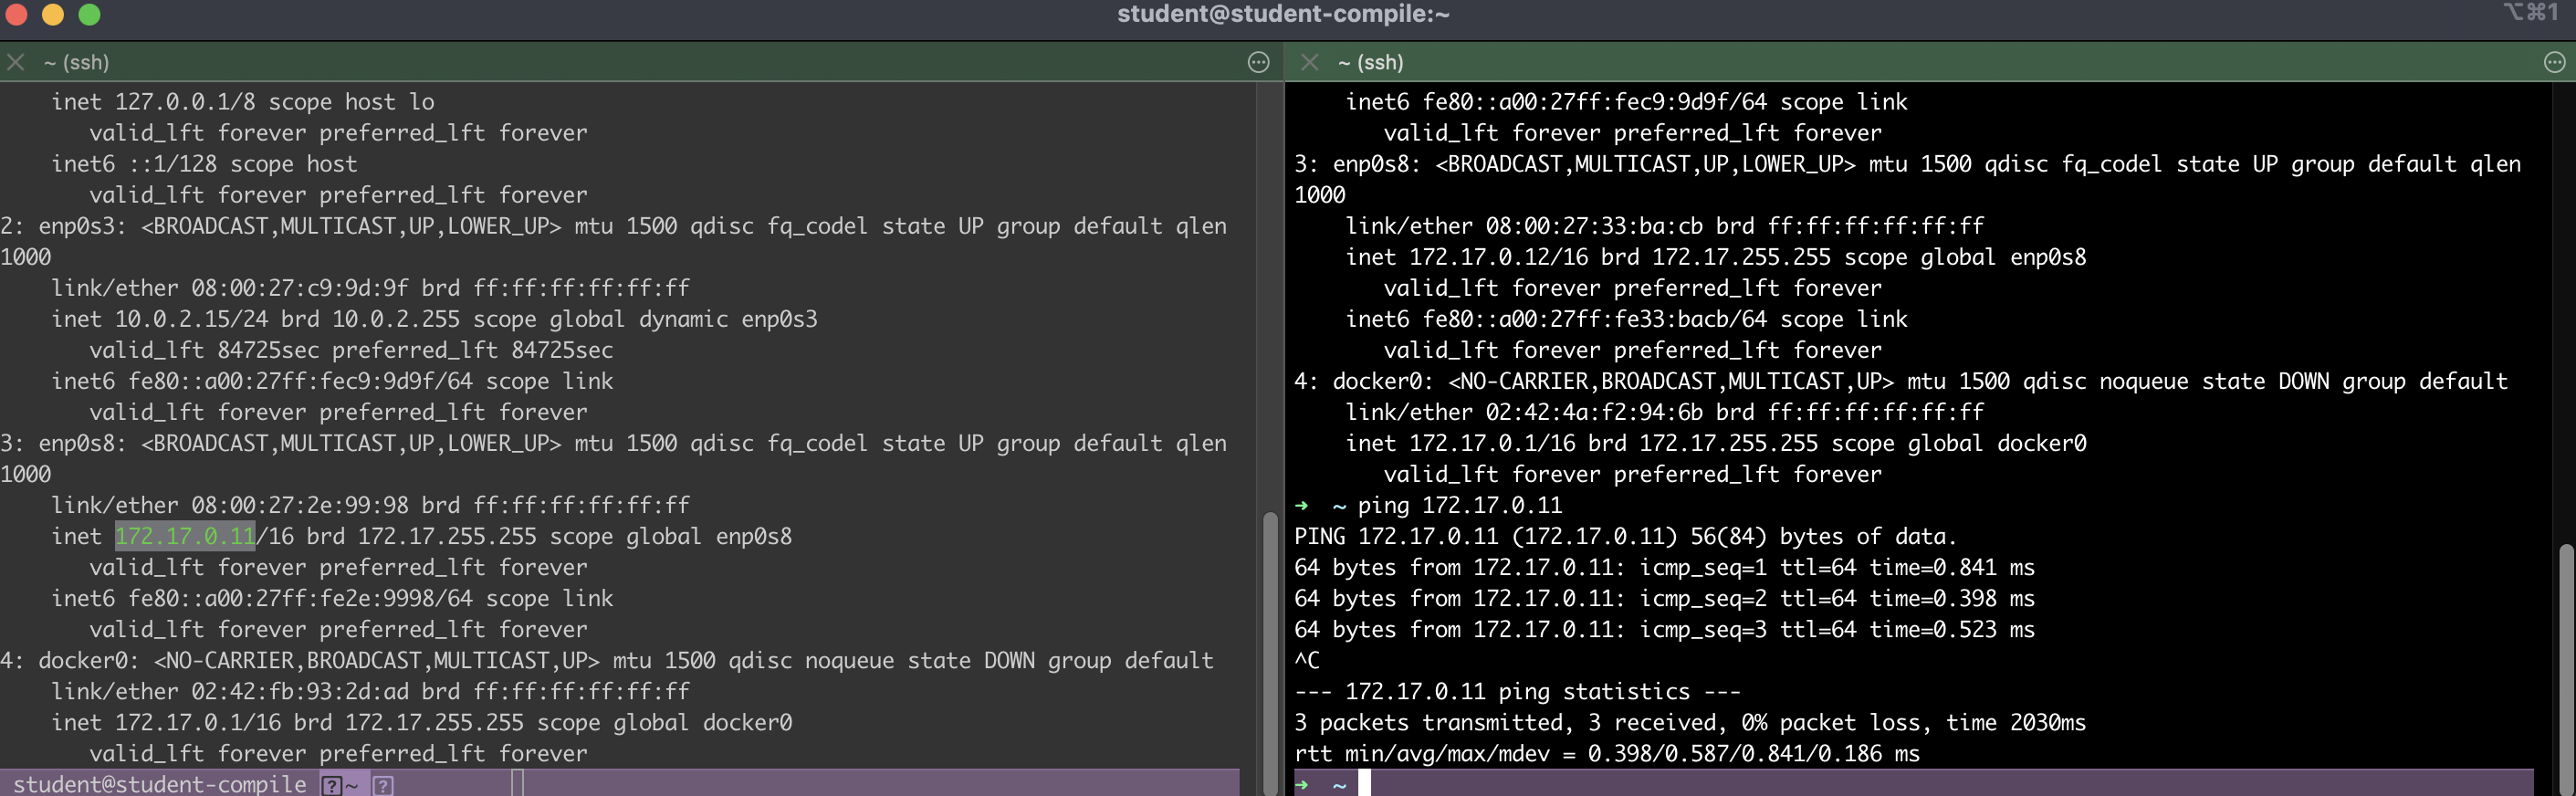 student@student-compile:~
⌥⌘1
~ (ssh)
inet 127.0.0.1/8 scope host lo
valid_lft forever preferred_lft forever
inet6 ::1/128 scope host
valid_lft forever preferred_lft forever
2: enp0s3: <BROADCAST,MULTICAST,UP,LOWER_UP> mtu 1500 qdisc fq_codel state UP group default qlen
1000
link/ether 08:00:27:c9:9d:9f brd ff:ff:ff:ff:ff:ff
inet 10.0.2.15/24 brd 10.0.2.255 scope global dynamic enp0s3
valid_lft 84725sec preferred_lft 84725sec
inet6 fe80::a00:27ff:fec9:9d9f/64 scope link
valid_lft forever preferred_lft forever
3: enp0s8: <BROADCAST,MULTICAST,UP,LOWER_UP> mtu 1500 qdisc fq_codel state UP group default qlen
1000
link/ether 08:00:27:2e:99:98 brd ff:ff:ff:ff:ff:ff
inet 172.17.0.11/16 brd 172.17.255.255 scope global enp0s8
valid_lft forever preferred_lft forever
inet6 fe80::a00:27ff:fe2e:9998/64 scope link
valid_lft forever preferred_lft forever
4: docker0: <NO-CARRIER,BROADCAST,MULTICAST,UP> mtu 1500 qdisc noqueue state DOWN group default
link/ether 02:42:fb:93:2d:ad brd ff:ff:ff:ff:ff:ff
inet 172.17.0.1/16 brd 172.17.255.255 scope global docker0
valid_lft forever preferred_lft forever
student@student-compile ?~ ?
~ (ssh)
inet6 fe80::a00:27ff:fec9:9d9f/64 scope link
valid_lft forever preferred_lft forever
3: enp0s8: <BROADCAST,MULTICAST,UP,LOWER_UP> mtu 1500 qdisc fq_codel state UP group default qlen
1000
link/ether 08:00:27:33:ba:cb brd ff:ff:ff:ff:ff:ff
inet 172.17.0.12/16 brd 172.17.255.255 scope global enp0s8
valid_lft forever preferred_lft forever
inet6 fe80::a00:27ff:fe33:bacb/64 scope link
valid_lft forever preferred_lft forever
4: docker0: <NO-CARRIER,BROADCAST,MULTICAST,UP> mtu 1500 qdisc noqueue state DOWN group default
link/ether 02:42:4a:f2:94:6b brd ff:ff:ff:ff:ff:ff
inet 172.17.0.1/16 brd 172.17.255.255 scope global docker0
valid_lft forever preferred_lft forever
➜ ~ ping 172.17.0.11
PING 172.17.0.11 (172.17.0.11) 56(84) bytes of data.
64 bytes from 172.17.0.11: icmp_seq=1 ttl=64 time=0.841 ms
64 bytes from 172.17.0.11: icmp_seq=2 ttl=64 time=0.398 ms
64 bytes from 172.17.0.11: icmp_seq=3 ttl=64 time=0.523 ms
^C
--- 172.17.0.11 ping statistics ---
3 packets transmitted, 3 received, 0% packet loss, time 2030ms
rtt min/avg/max/mdev = 0.398/0.587/0.841/0.186 ms
➜ ~